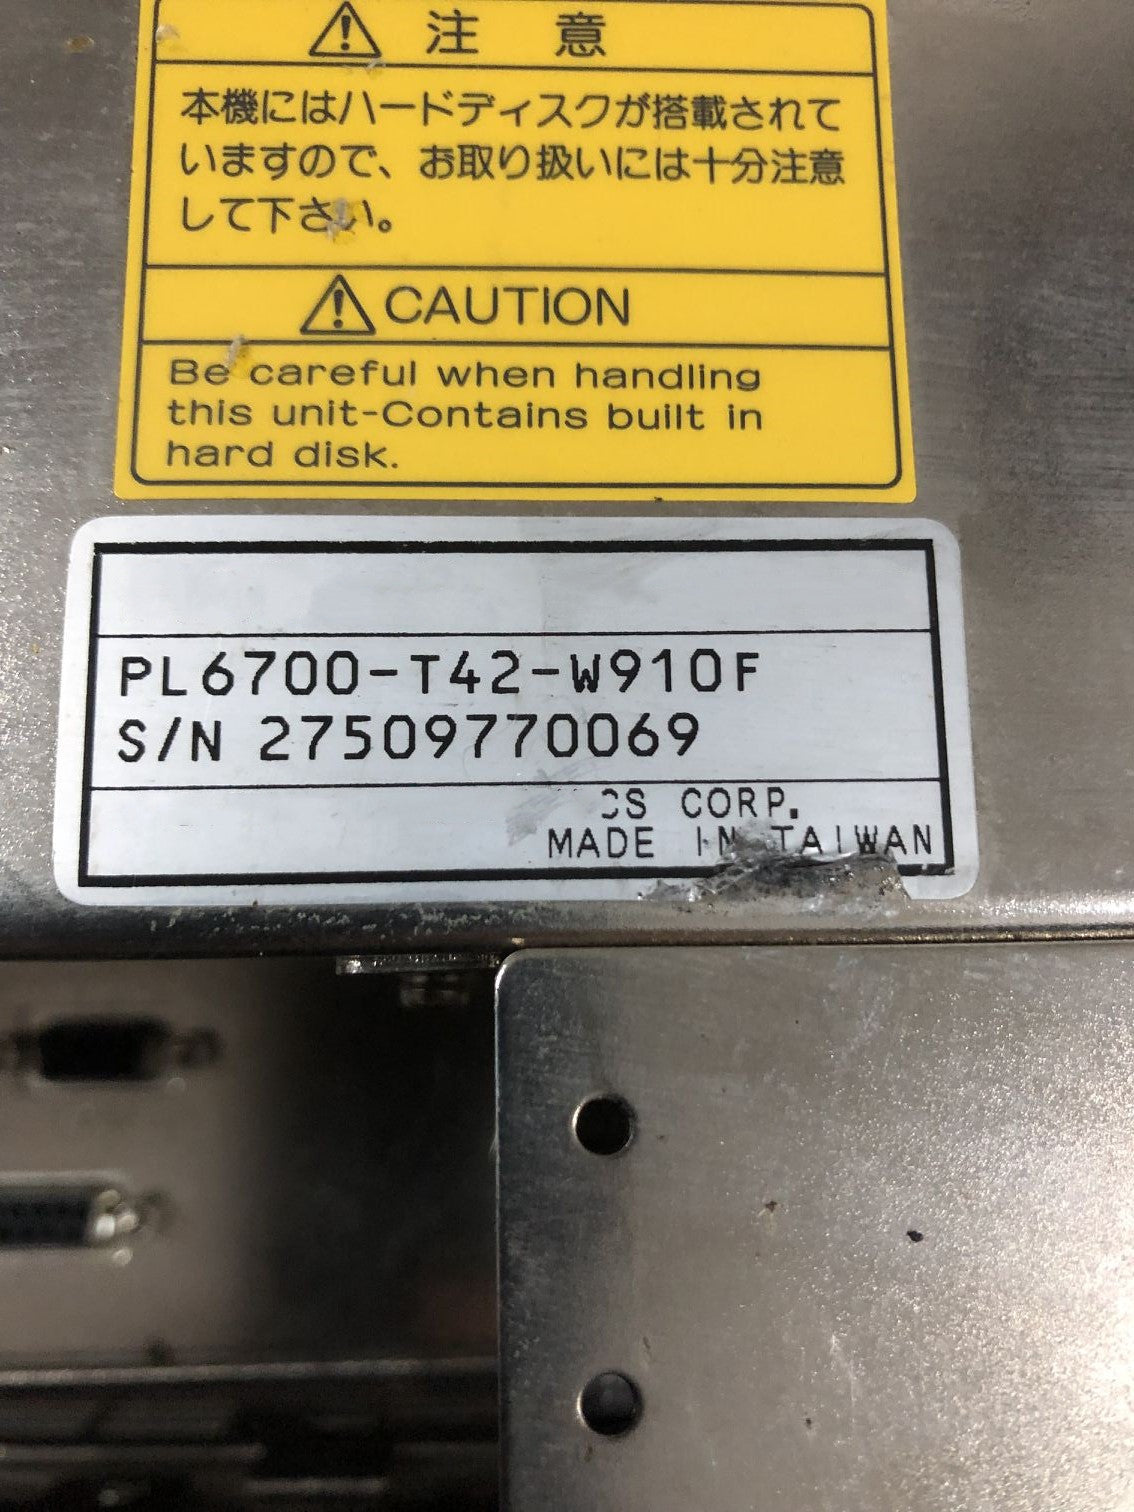 注 意
本機にはハードディスクが搭載されて
いますので、お取り扱いには十分注意
して下さい。
CAUTION
Be careful when handling
this unit-Contains built in
hard disk.
PL6700-T42-W910F
S/N 27509770069
CORP.
MADE IN TAIWAN